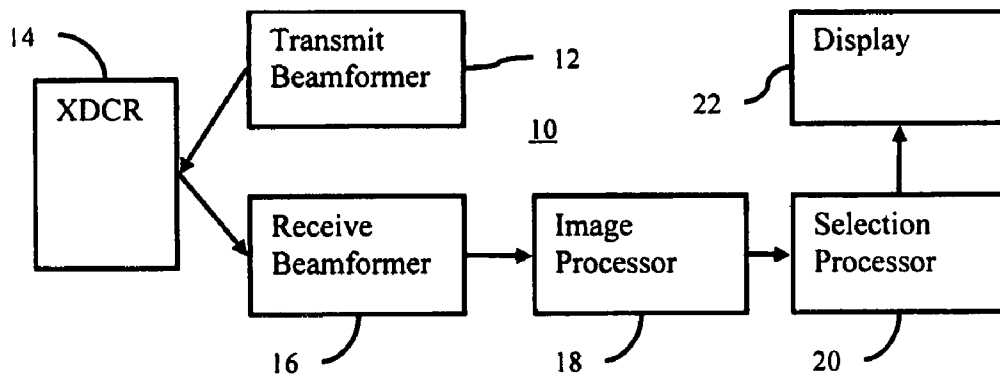 14
XDCR
Transmit
Beamformer
12
10
Display
22
Receive
Beamformer
16
Image
Processor
18
Selection
Processor
20